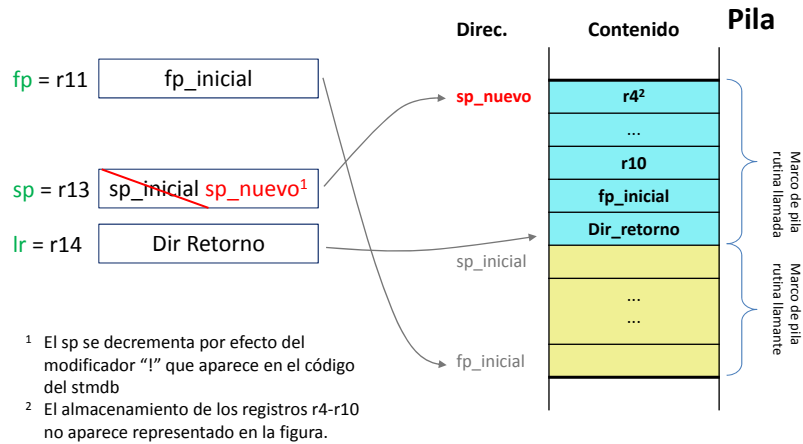 Pila
Direc.
Contenido
fp = r11
fp_inicial
sp_nuevo
r4²
...
r10
sp = r13
sp_inicial sp_nuevo¹
fp_inicial
lr = r14
Dir Retorno
Dir_retorno
sp_inicial
...
...
fp_inicial
Marco de pila
rutina llamada
Marco de pila
rutina llamante
¹ El sp se decrementa por efecto del
modificador "!" que aparece en el código
del stmdb
² El almacenamiento de los registros r4-r10
no aparece representado en la figura.